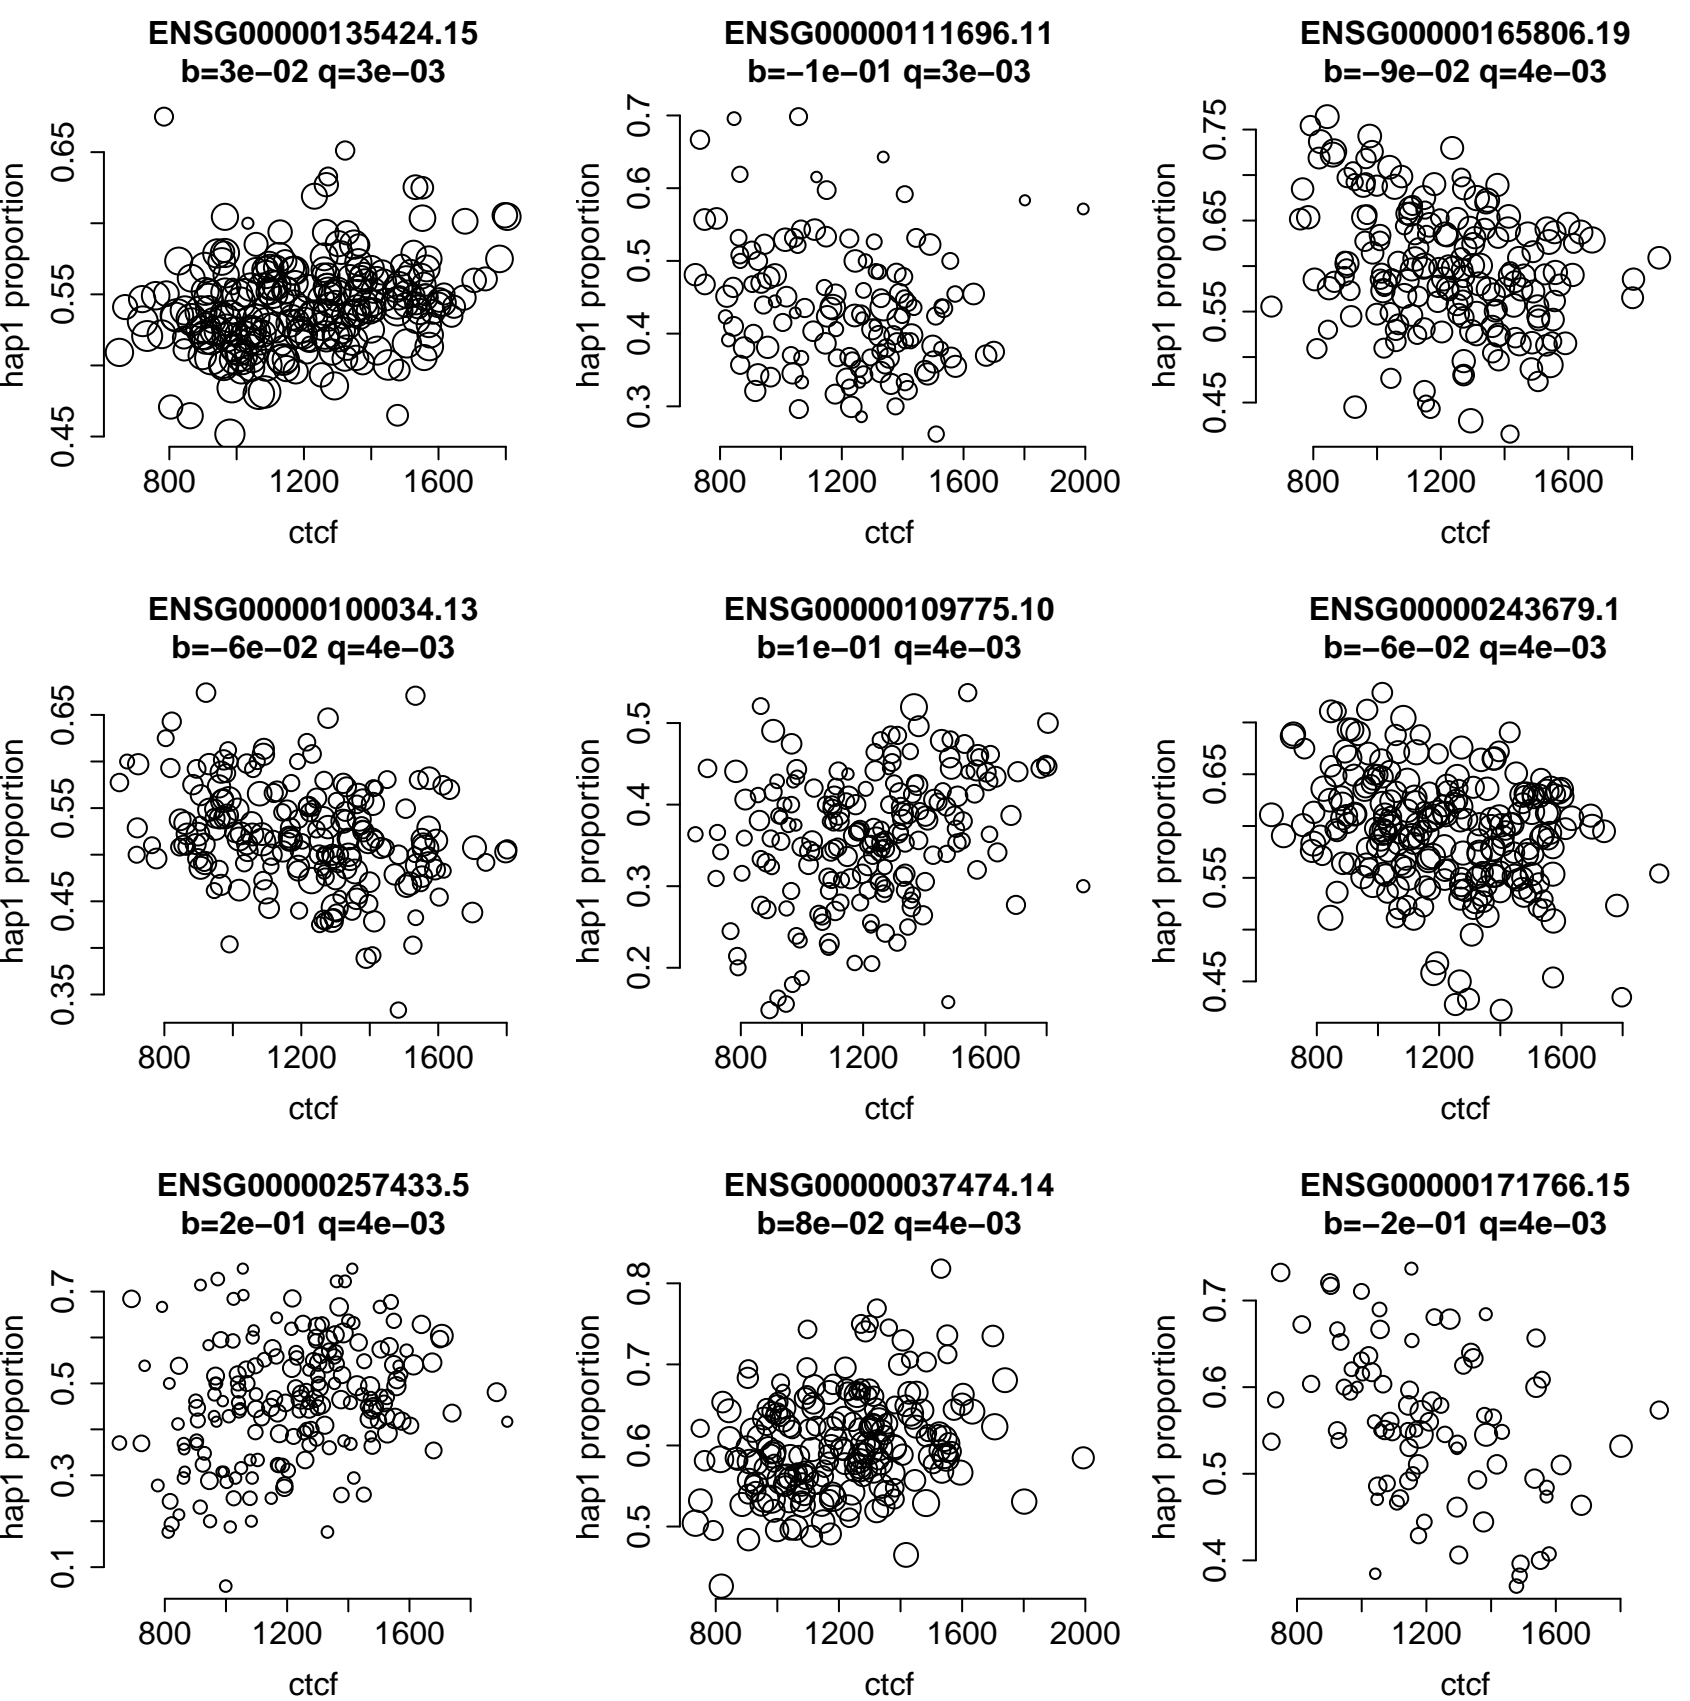 ENSG00000135424.15
b=3e−02 q=3e−03
hap1 proportion
0.65
0.55
0.45
800 1200 1600
ctcf
ENSG00000111696.11
b=−1e−01 q=3e−03
hap1 proportion
0.7
0.6
0.5
0.4
0.3
800 1200 1600 2000
ctcf
ENSG00000165806.19
b=−9e−02 q=4e−03
hap1 proportion
0.75
0.65
0.55
0.45
800 1200 1600
ctcf
ENSG00000100034.13
b=−6e−02 q=4e−03
hap1 proportion
0.65
0.55
0.45
0.35
800 1200 1600
ctcf
ENSG00000109775.10
b=1e−01 q=4e−03
hap1 proportion
0.5
0.4
0.3
0.2
800 1200 1600
ctcf
ENSG00000243679.1
b=−6e−02 q=4e−03
hap1 proportion
0.65
0.55
0.45
800 1200 1600
ctcf
ENSG00000257433.5
b=2e−01 q=4e−03
hap1 proportion
0.7
0.5
0.3
0.1
800 1200 1600
ctcf
ENSG00000037474.14
b=8e−02 q=4e−03
hap1 proportion
0.8
0.7
0.6
0.5
800 1200 1600 2000
ctcf
ENSG00000171766.15
b=−2e−01 q=4e−03
hap1 proportion
0.7
0.6
0.5
0.4
800 1200 1600
ctcf